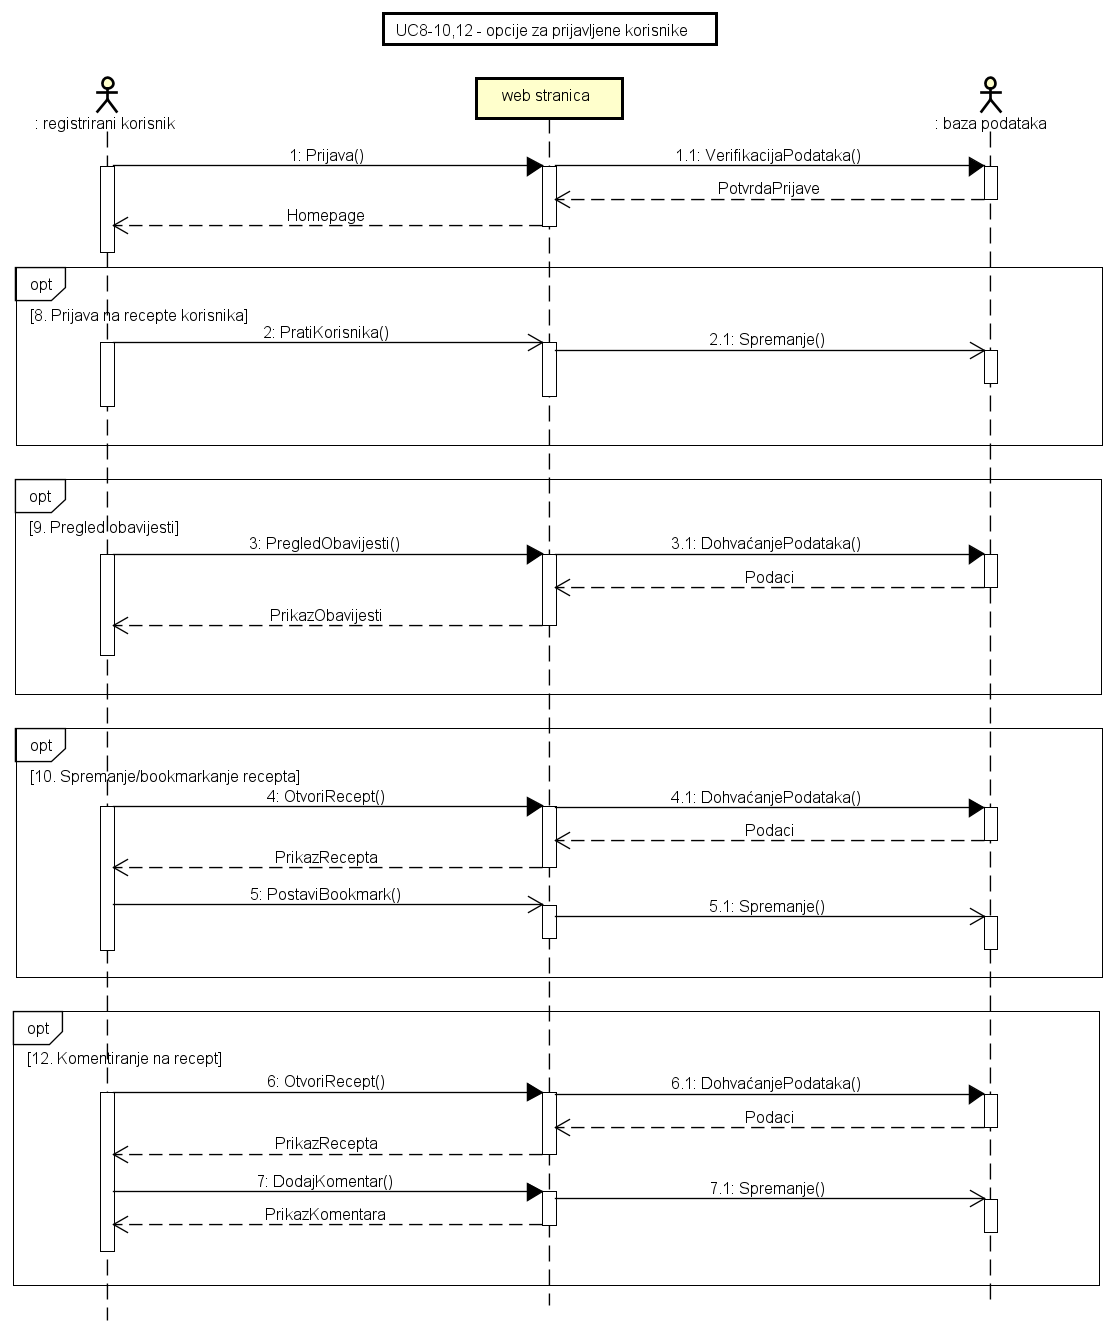 UC8-10,12 - opcije za prijavljene korisnike
: registrirani korisnik
web stranica
: baza podataka
1: Prijava()
1.1: VerifikacijaPodataka()
PotvrdaPrijave
Homepage
opt
[8. Prijava na recepte korisnika]
2: PratiKorisnika()
2.1: Spremanje()
opt
[9. Pregled obavijesti]
3: PregledObavijesti()
3.1: DohvaćanjePodataka()
Podaci
PrikazObavijesti
opt
[10. Spremanje/bookmarkanje recepta]
4: OtvoriRecept()
4.1: DohvaćanjePodataka()
Podaci
PrikazRecepta
5: PostaviBookmark()
5.1: Spremanje()
opt
[12. Komentiranje na recept]
6: OtvoriRecept()
6.1: DohvaćanjePodataka()
Podaci
PrikazRecepta
7: DodajKomentar()
7.1: Spremanje()
PrikazKomentara